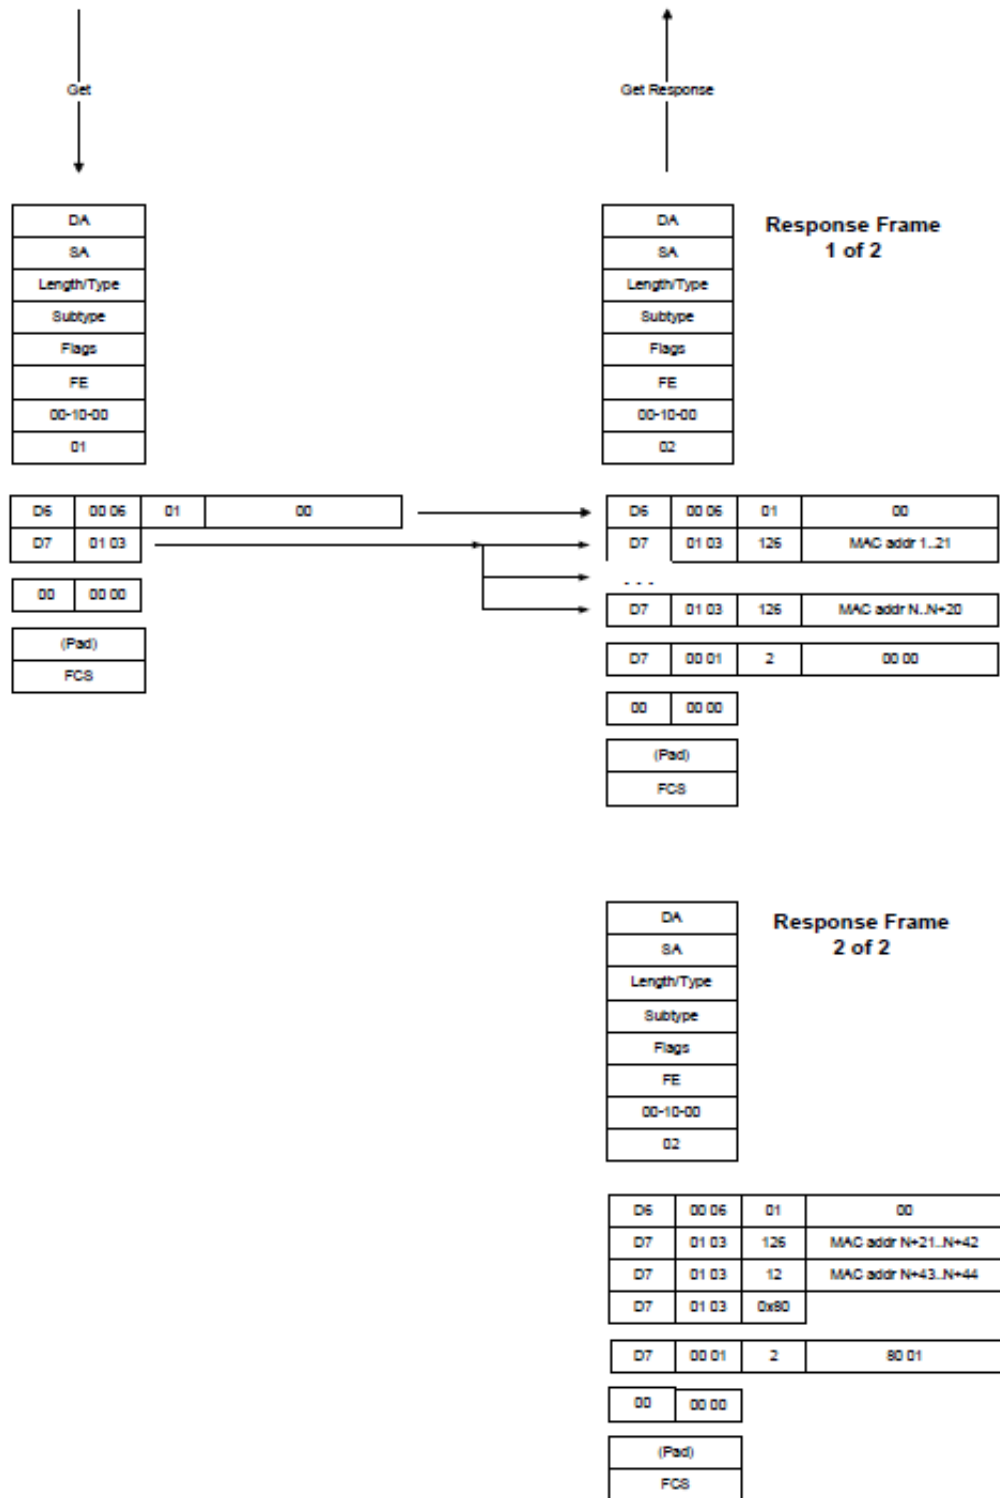 Get
Get Response
DA
SA
Length/Type
Subtype
Flags
FE
00-10-00
01
D6 00 06 01 00
D7 01 03
00 00 00
(Pad)
FCS
Response Frame
1 of 2
DA
SA
Length/Type
Subtype
Flags
FE
00-10-00
02
D6 00 06 01 00
D7 01 03 126 MAC addr 1..21
- - -
D7 01 03 126 MAC addr N..N+20
D7 00 01 2 00 00
00 00 00
(Pad)
FCS
Response Frame
2 of 2
DA
SA
Length/Type
Subtype
Flags
FE
00-10-00
02
D6 00 06 01 00
D7 01 03 126 MAC addr N+21..N+42
D7 01 03 12 MAC addr N+43..N+44
D7 01 03 0x80
D7 00 01 2 80 01
00 00 00
(Pad)
FCS